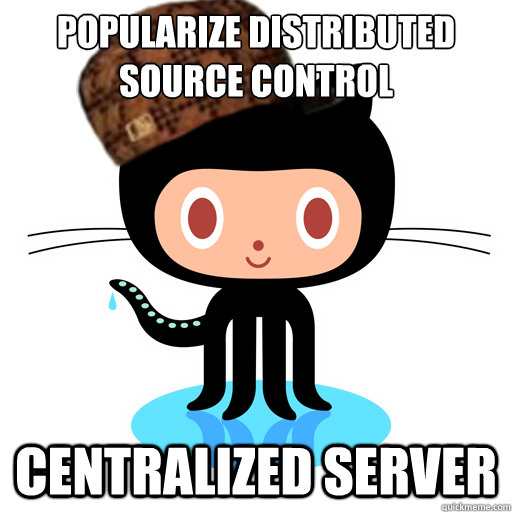 POPULARIZE DISTRIBUTED
SOURCE CONTROL
CENTRALIZED SERVER
quickmeme.com